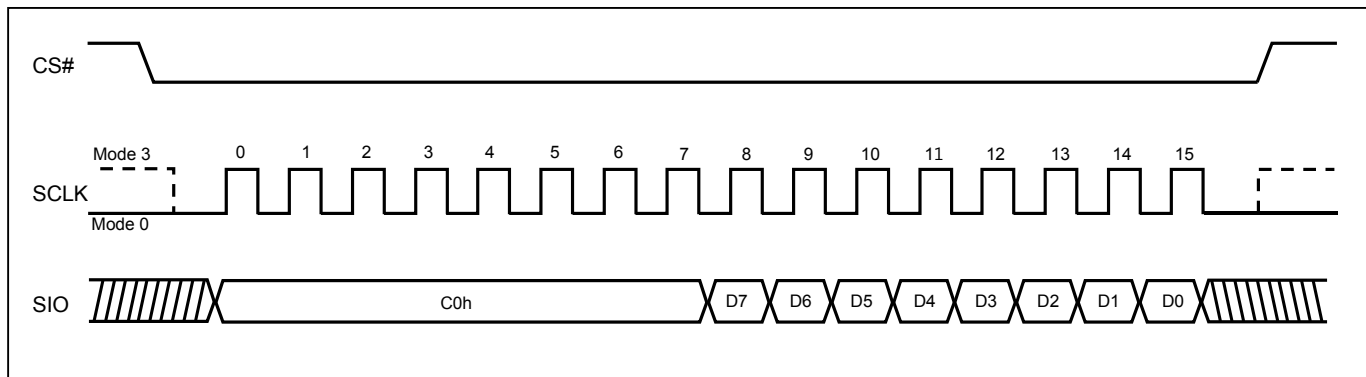 CS#
Mode 3
0 1 2 3 4 5 6 7 8 9 10 11 12 13 14 15
SCLK
Mode 0
SIO
C0h D7 D6 D5 D4 D3 D2 D1 D0